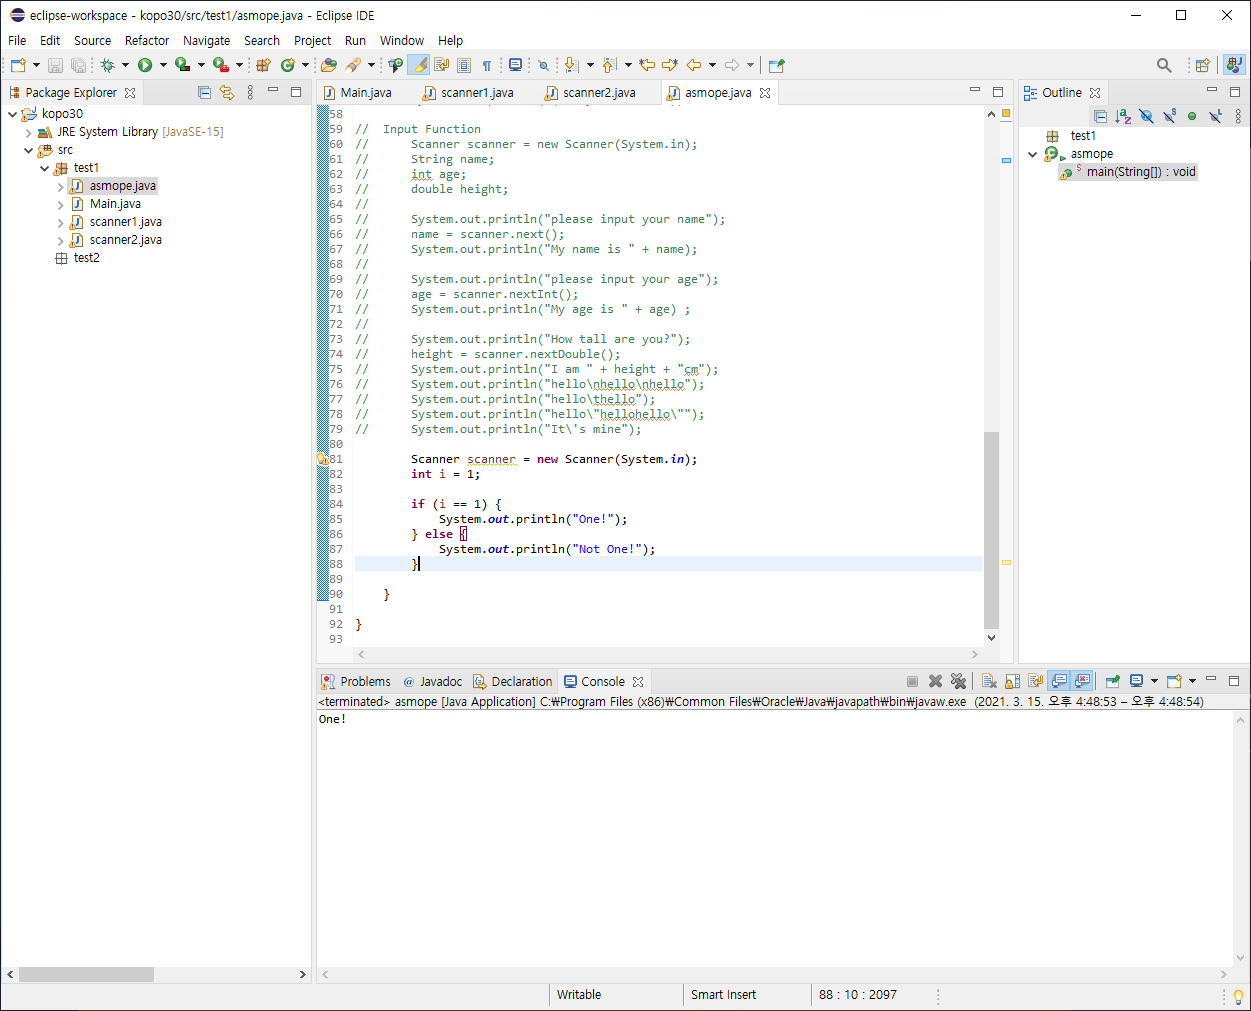 eclipse-workspace - kopo30/src/test1/asmope.java - Eclipse IDE
File Edit Source Refactor Navigate Search Project Run Window Help
Package Explorer
kopo30
JRE System Library [JavaSE-15]
src
test1
asmope.java
Main.java
scanner1.java
scanner2.java
test2
Main.java scanner1.java scanner2.java asmope.java
58
59 // Input Function
60 // Scanner scanner = new Scanner(System.in);
61 // String name;
62 // int age;
63 // double height;
64 //
65 // System.out.println("please input your name");
66 // name = scanner.next();
67 // System.out.println("My name is " + name);
68 //
69 // System.out.println("please input your age");
70 // age = scanner.nextInt();
71 // System.out.println("My age is " + age) ;
72 //
73 // System.out.println("How tall are you?");
74 // height = scanner.nextDouble();
75 // System.out.println("I am " + height + "cm");
76 // System.out.println("hello\nhello\nhello");
77 // System.out.println("hello\thello");
78 // System.out.println("hello\"hellohello\"");
79 // System.out.println("It\'s mine");
80
81 Scanner scanner = new Scanner(System.in);
82 int i = 1;
83
84 if (i == 1) {
85 System.out.println("One!");
86 } else {
87 System.out.println("Not One!");
88 }
89
90 }
91
92 }
93
Outline
test1
asmope
main(String[]) : void
Problems @ Javadoc Declaration Console
<terminated> asmope [Java Application] C:₩Program Files (x86)₩Common Files₩Oracle₩Java₩javapath₩bin₩javaw.exe (2021. 3. 15. 오후 4:48:53 – 오후 4:48:54)
One!
Writable Smart Insert 88 : 10 : 2097